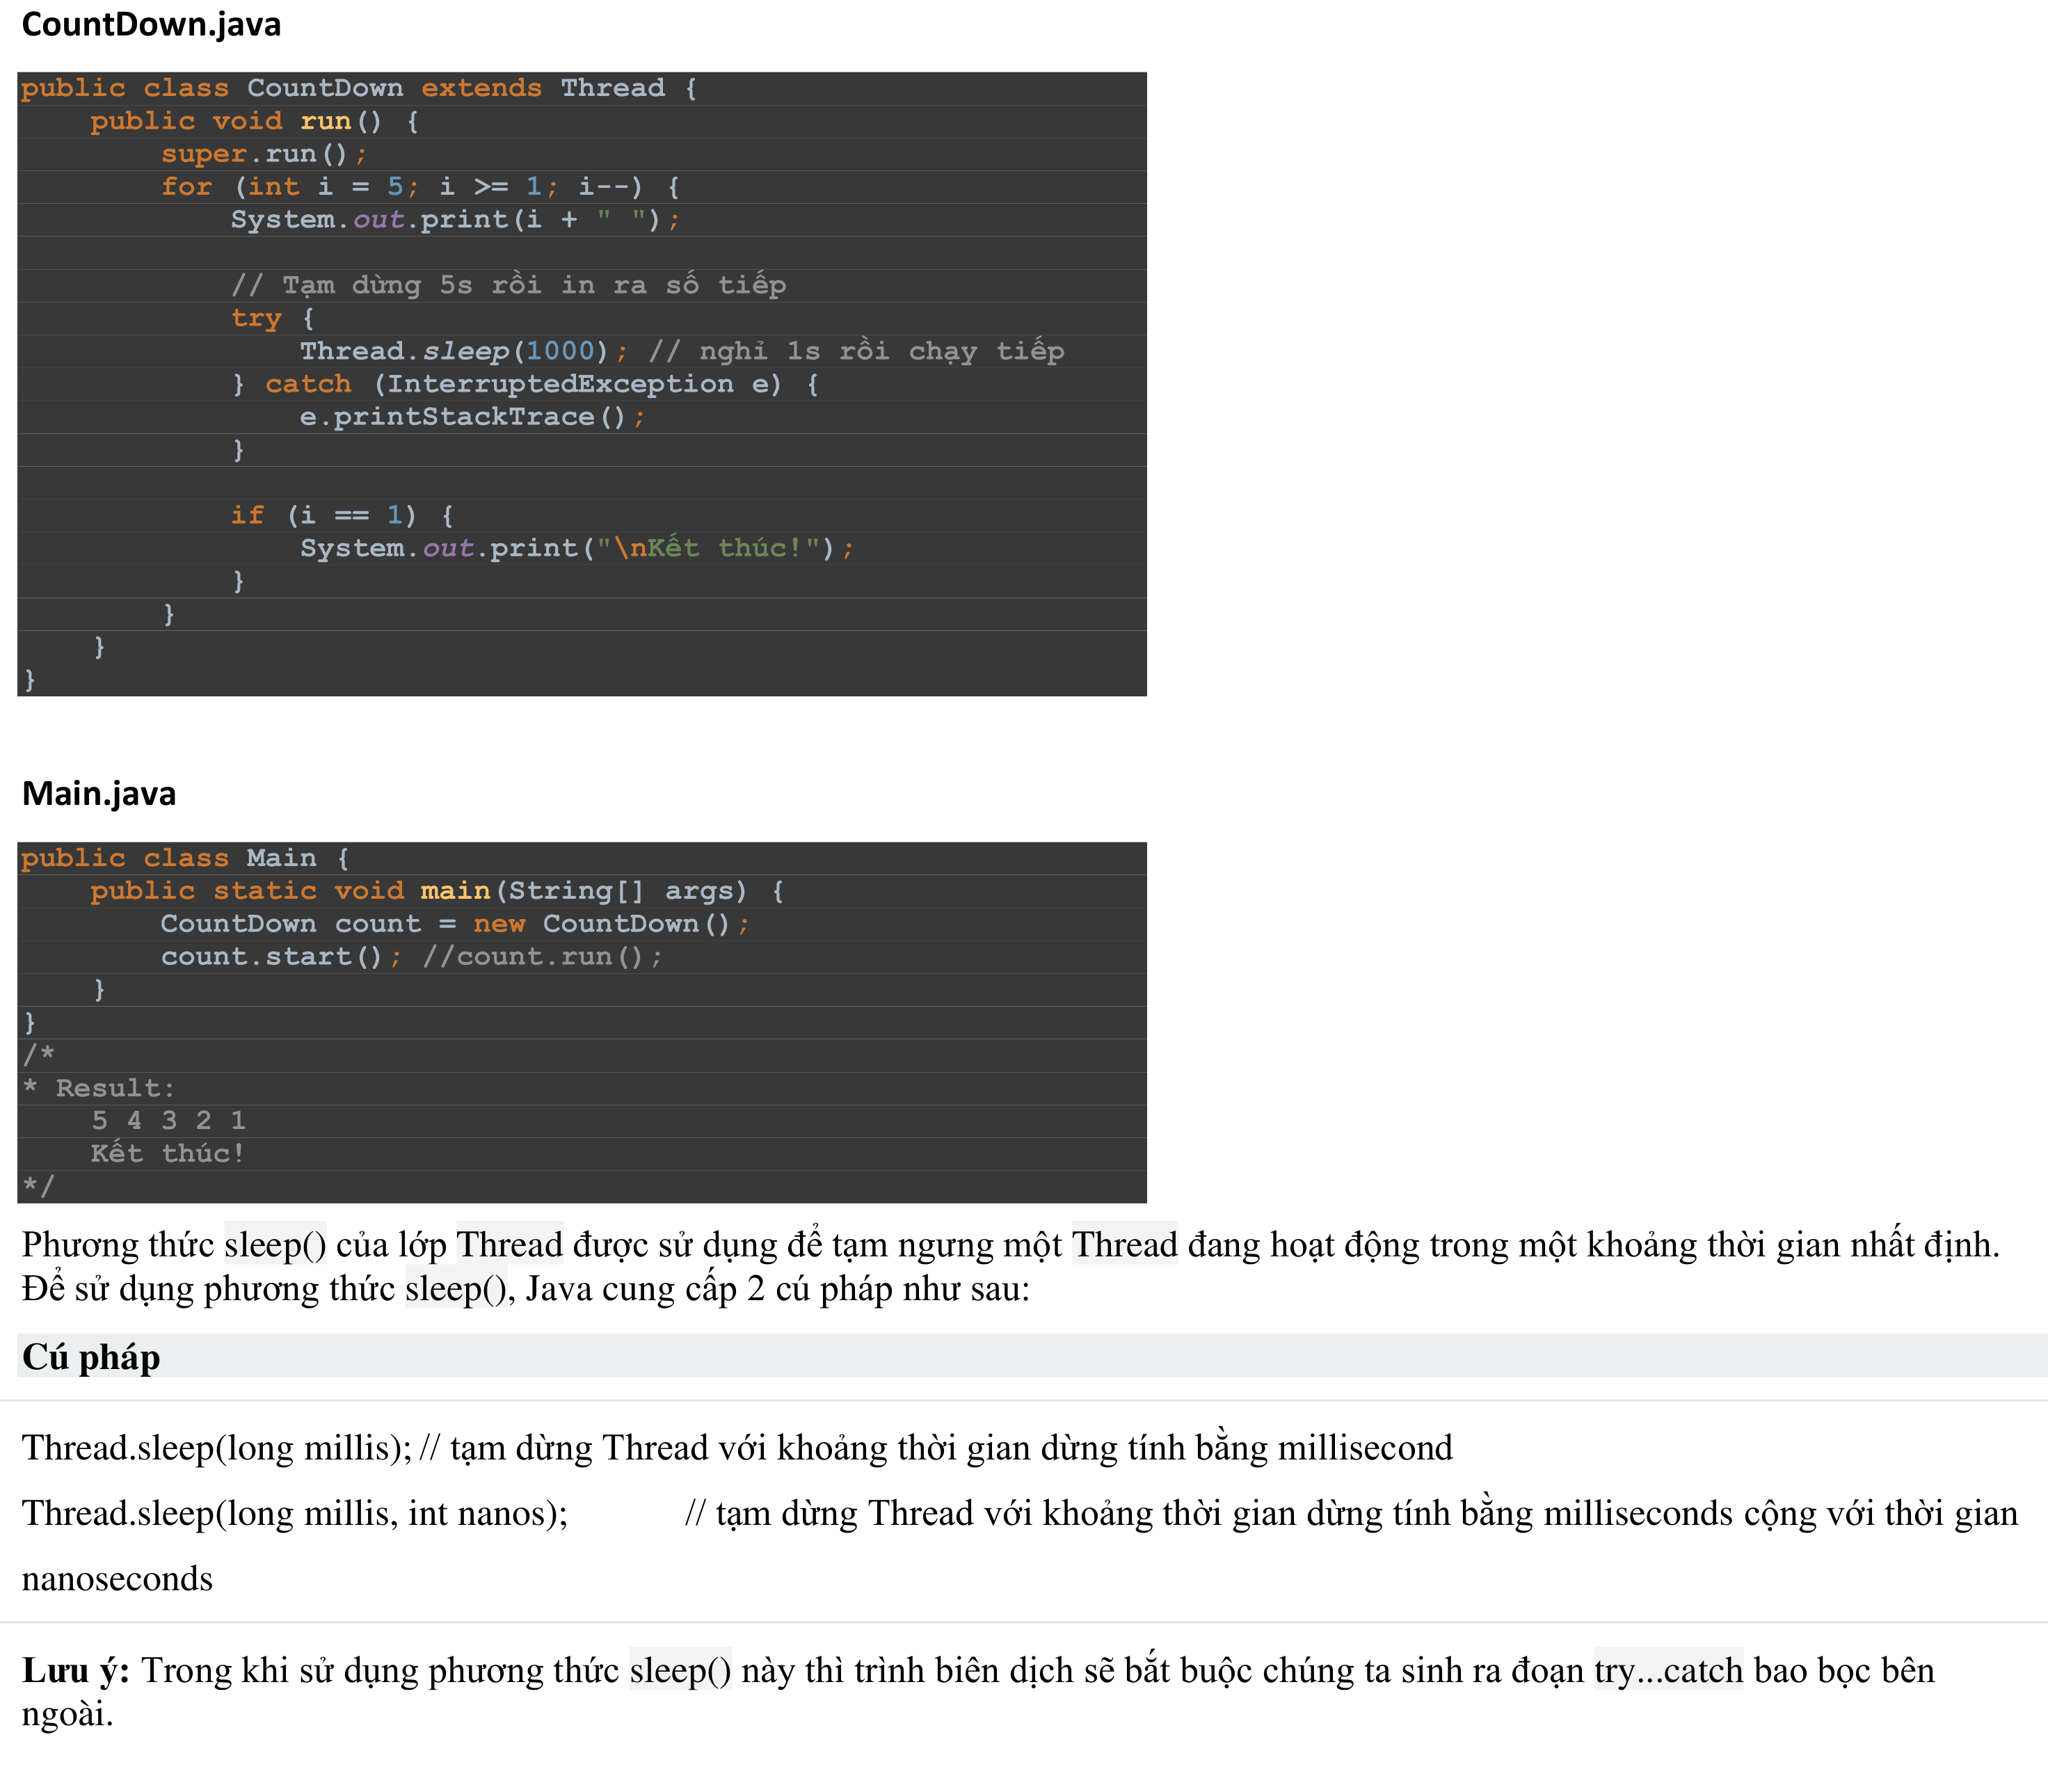 CountDown.java
public class CountDown extends Thread {
    public void run() {
        super.run();
        for (int i = 5; i >= 1; i--) {
            System.out.print(i + " ");
            // Tạm dừng 5s rồi in ra số tiếp
            try {
                Thread.sleep(1000); // nghỉ 1s rồi chạy tiếp
            } catch (InterruptedException e) {
                e.printStackTrace();
            }
            if (i == 1) {
                System.out.print("\nKết thúc!");
            }
        }
    }
}
Main.java
public class Main {
    public static void main(String[] args) {
        CountDown count = new CountDown();
        count.start(); //count.run();
    }
}
/*
* Result:
    5 4 3 2 1
    Kết thúc!
*/
Phương thức sleep() của lớp Thread được sử dụng để tạm ngưng một Thread đang hoạt động trong một khoảng thời gian nhất định.
Để sử dụng phương thức sleep(), Java cung cấp 2 cú pháp như sau:
Cú pháp
Thread.sleep(long millis); // tạm dừng Thread với khoảng thời gian dừng tính bằng millisecond
Thread.sleep(long millis, int nanos); // tạm dừng Thread với khoảng thời gian dừng tính bằng milliseconds cộng với thời gian
nanoseconds
Lưu ý: Trong khi sử dụng phương thức sleep() này thì trình biên dịch sẽ bắt buộc chúng ta sinh ra đoạn try...catch bao bọc bên
ngoài.